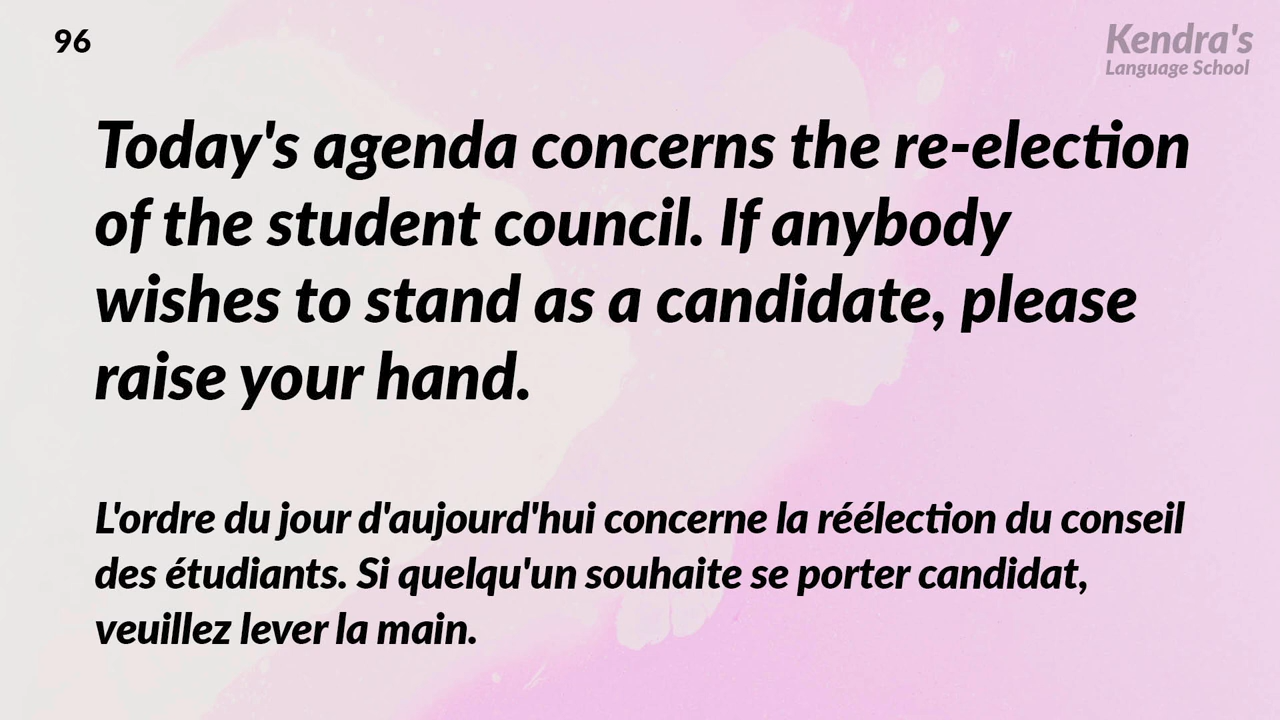 96
Kendra's
Language School
Today's agenda concerns the re-election
of the student council. If anybody
wishes to stand as a candidate, please
raise your hand.
L'ordre du jour d'aujourd'hui concerne la réélection du conseil
des étudiants. Si quelqu'un souhaite se porter candidat,
veuillez lever la main.